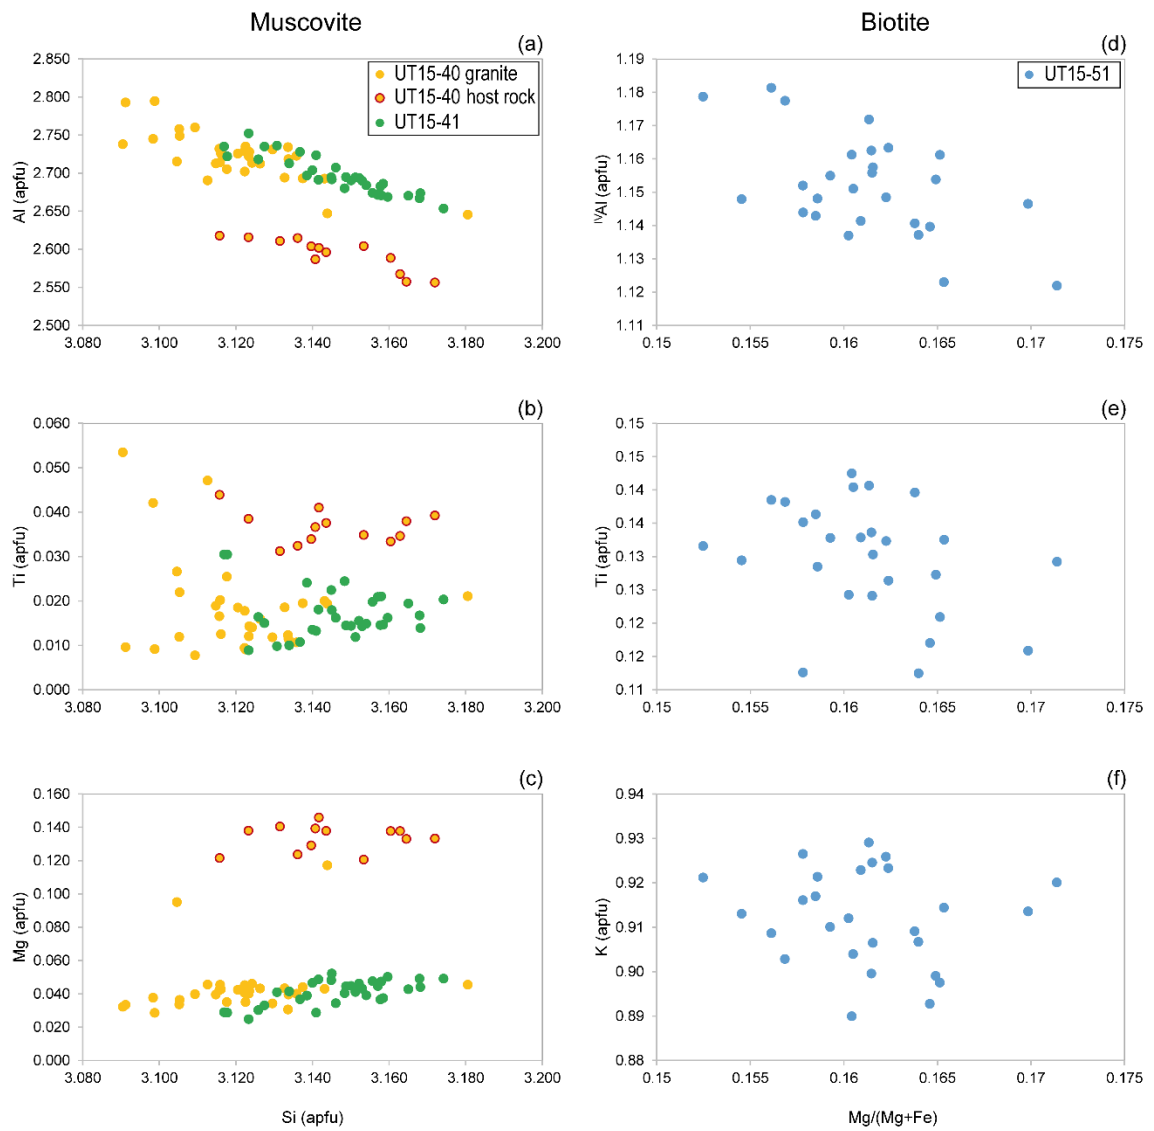 Muscovite
Biotite
(a)
2.850
2.800
2.750
2.700
2.650
2.600
2.550
2.500
Al (apfu)
3.080 3.100 3.120 3.140 3.160 3.180 3.200
UT15-40 granite
UT15-40 host rock
UT15-41
(d)
1.19
1.18
1.17
1.16
1.15
1.14
1.13
1.12
1.11
IVAl (apfu)
0.15 0.155 0.16 0.165 0.17 0.175
UT15-51
(b)
0.060
0.050
0.040
0.030
0.020
0.010
0.000
Ti (apfu)
3.080 3.100 3.120 3.140 3.160 3.180 3.200
(e)
0.15
0.15
0.14
0.14
0.13
0.13
0.12
0.12
0.11
Ti (apfu)
0.15 0.155 0.16 0.165 0.17 0.175
(c)
0.160
0.140
0.120
0.100
0.080
0.060
0.040
0.020
0.000
Mg (apfu)
3.080 3.100 3.120 3.140 3.160 3.180 3.200
Si (apfu)
(f)
0.94
0.93
0.92
0.91
0.90
0.89
0.88
K (apfu)
0.15 0.155 0.16 0.165 0.17 0.175
Mg/(Mg+Fe)